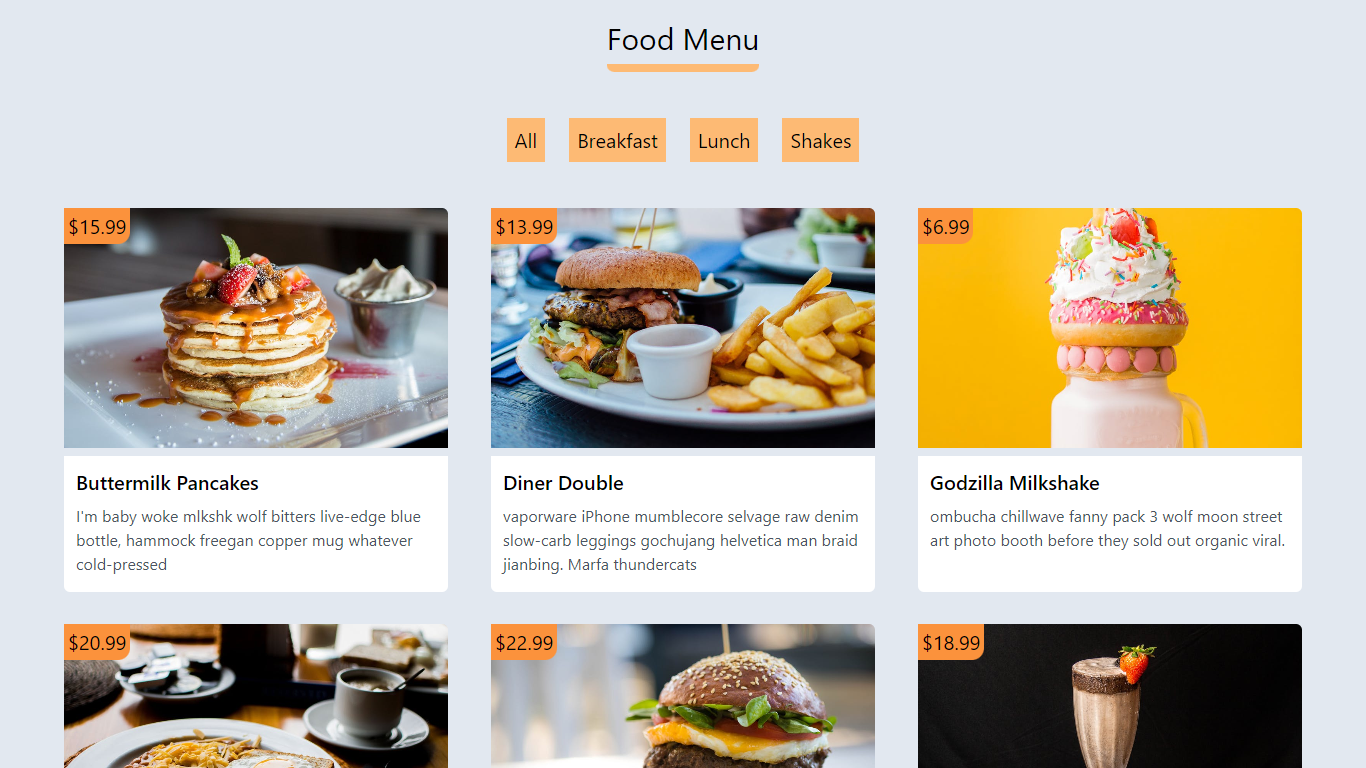 Food Menu
All Breakfast Lunch Shakes
$15.99
Buttermilk Pancakes
I'm baby woke mlkshk wolf bitters live-edge blue
bottle, hammock freegan copper mug whatever
cold-pressed
$13.99
Diner Double
vaporware iPhone mumblecore selvage raw denim
slow-carb leggings gochujang helvetica man braid
jianbing. Marfa thundercats
$6.99
Godzilla Milkshake
ombucha chillwave fanny pack 3 wolf moon street
art photo booth before they sold out organic viral.
$20.99
$22.99
$18.99